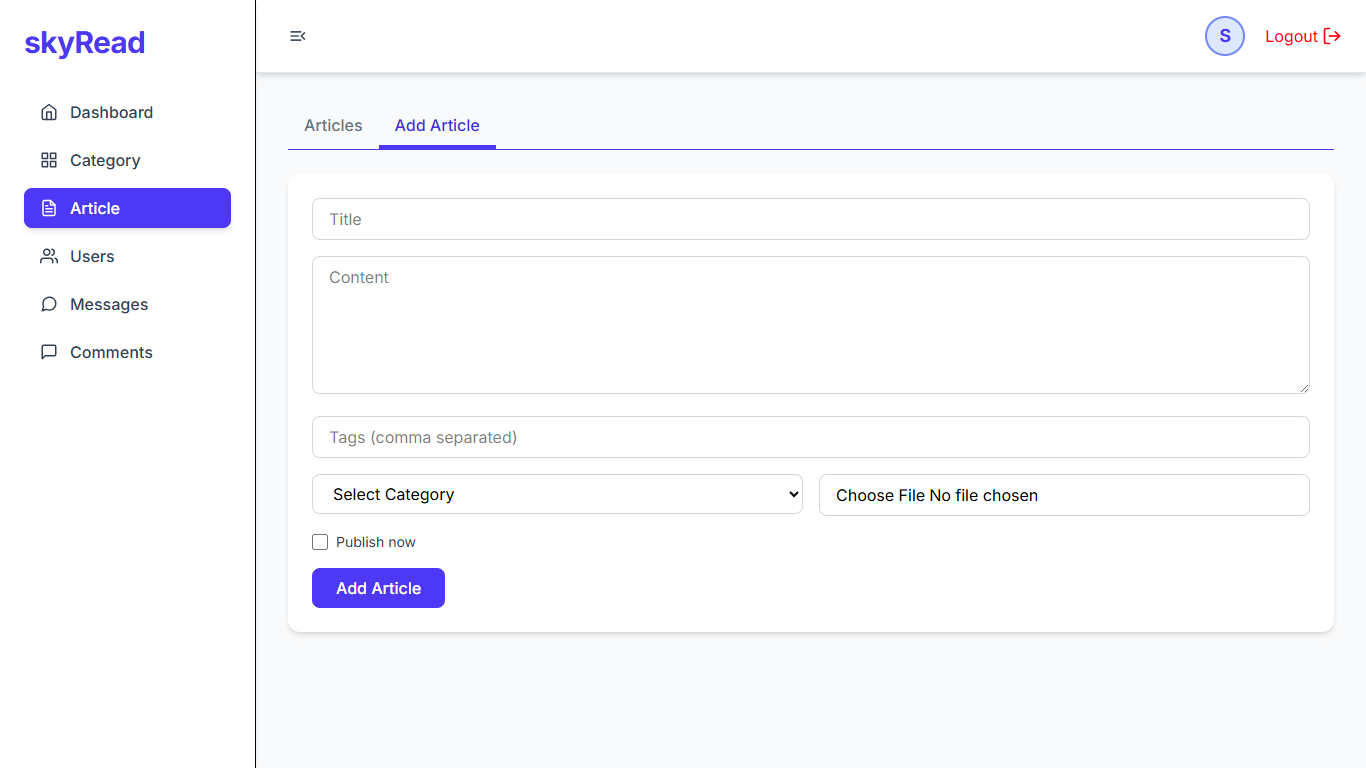 skyRead
S
Logout
Dashboard
Category
Article
Users
Messages
Comments
Articles
Add Article
Title
Content
Tags (comma separated)
Select Category
Choose File No file chosen
Publish now
Add Article